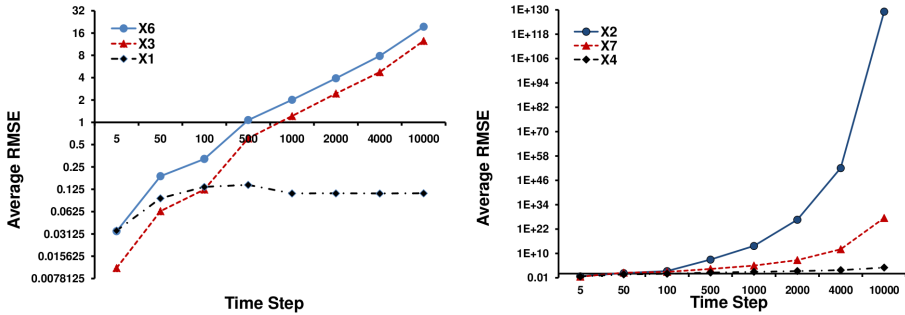 Average RMSE
32
16
8
4
2
1
0.5
0.25
0.125
0.0625
0.03125
0.015625
0.0078125
X6
X3
X1
5 50 100 500 1000 2000 4000 10000
Time Step
Average RMSE
1E+130
1E+118
1E+106
1E+94
1E+82
1E+70
1E+58
1E+46
1E+34
1E+22
1E+10
0.01
X2
X7
X4
5 50 100 500 1000 2000 4000 10000
Time Step